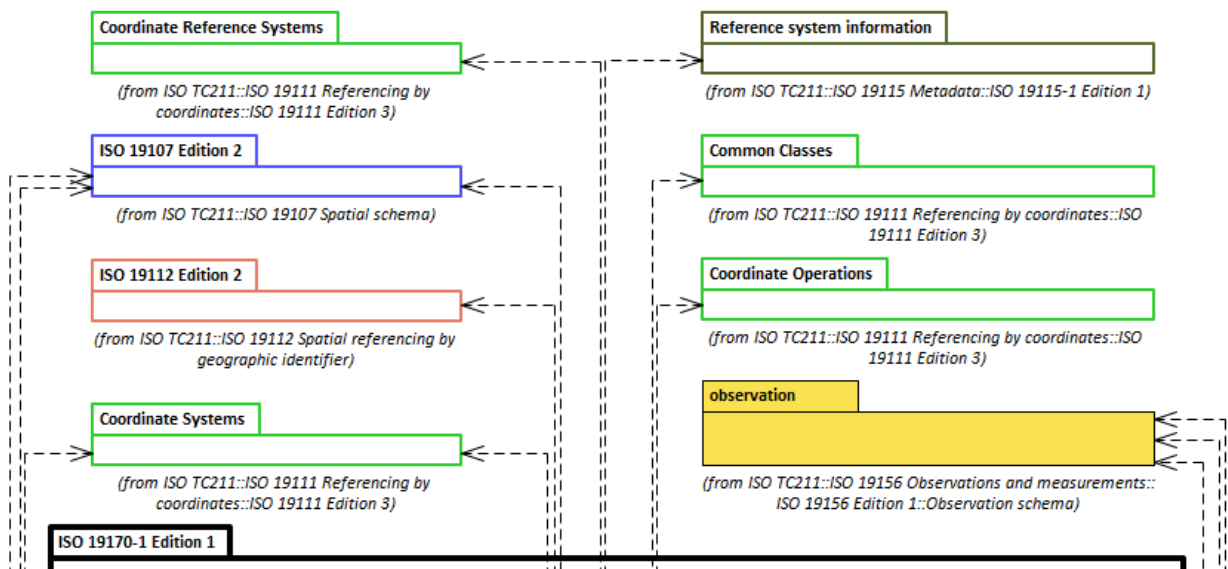 Coordinate Reference Systems
(from ISO TC211::ISO 19111 Referencing by
coordinates::ISO 19111 Edition 3)
Reference system information
(from ISO TC211::ISO 19115 Metadata::ISO 19115-1 Edition 1)
ISO 19107 Edition 2
(from ISO TC211::ISO 19107 Spatial schema)
Common Classes
(from ISO TC211::ISO 19111 Referencing by coordinates::ISO
19111 Edition 3)
ISO 19112 Edition 2
(from ISO TC211::ISO 19112 Spatial referencing by
geographic identifier)
Coordinate Operations
(from ISO TC211::ISO 19111 Referencing by coordinates::ISO
19111 Edition 3)
Coordinate Systems
(from ISO TC211::ISO 19111 Referencing by
coordinates::ISO 19111 Edition 3)
observation
(from ISO TC211::ISO 19156 Observations and measurements::
ISO 19156 Edition 1::Observation schema)
ISO 19170-1 Edition 1